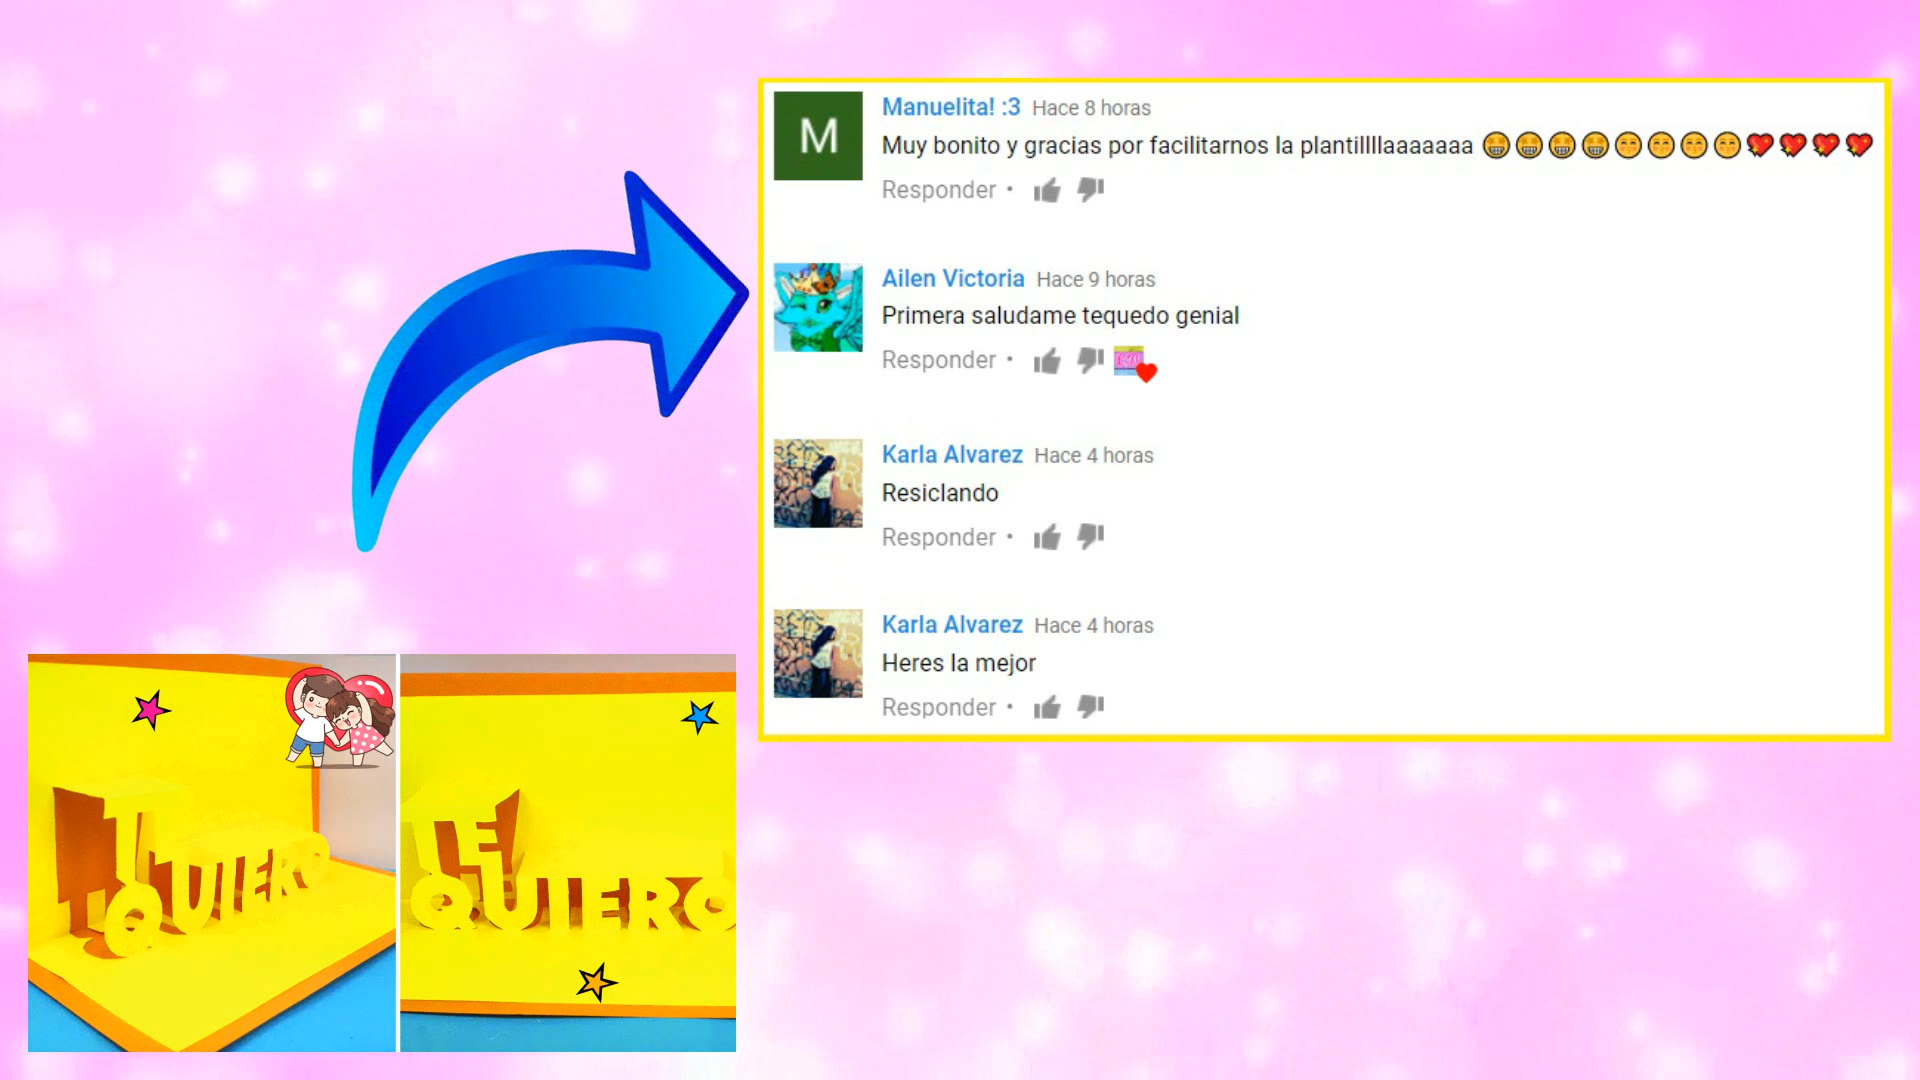 M
Manuelita! :3 Hace 8 horas
Muy bonito y gracias por facilitarnos la plantillllaaaaaaa 😁😁😁😁😊😊😊😊💖💖💖💖
Responder •
Ailen Victoria Hace 9 horas
Primera saludame tequedo genial
Responder •
Karla Alvarez Hace 4 horas
Resiclando
Responder •
Karla Alvarez Hace 4 horas
Heres la mejor
Responder •
TE
QUIERO
TE
QUIERO